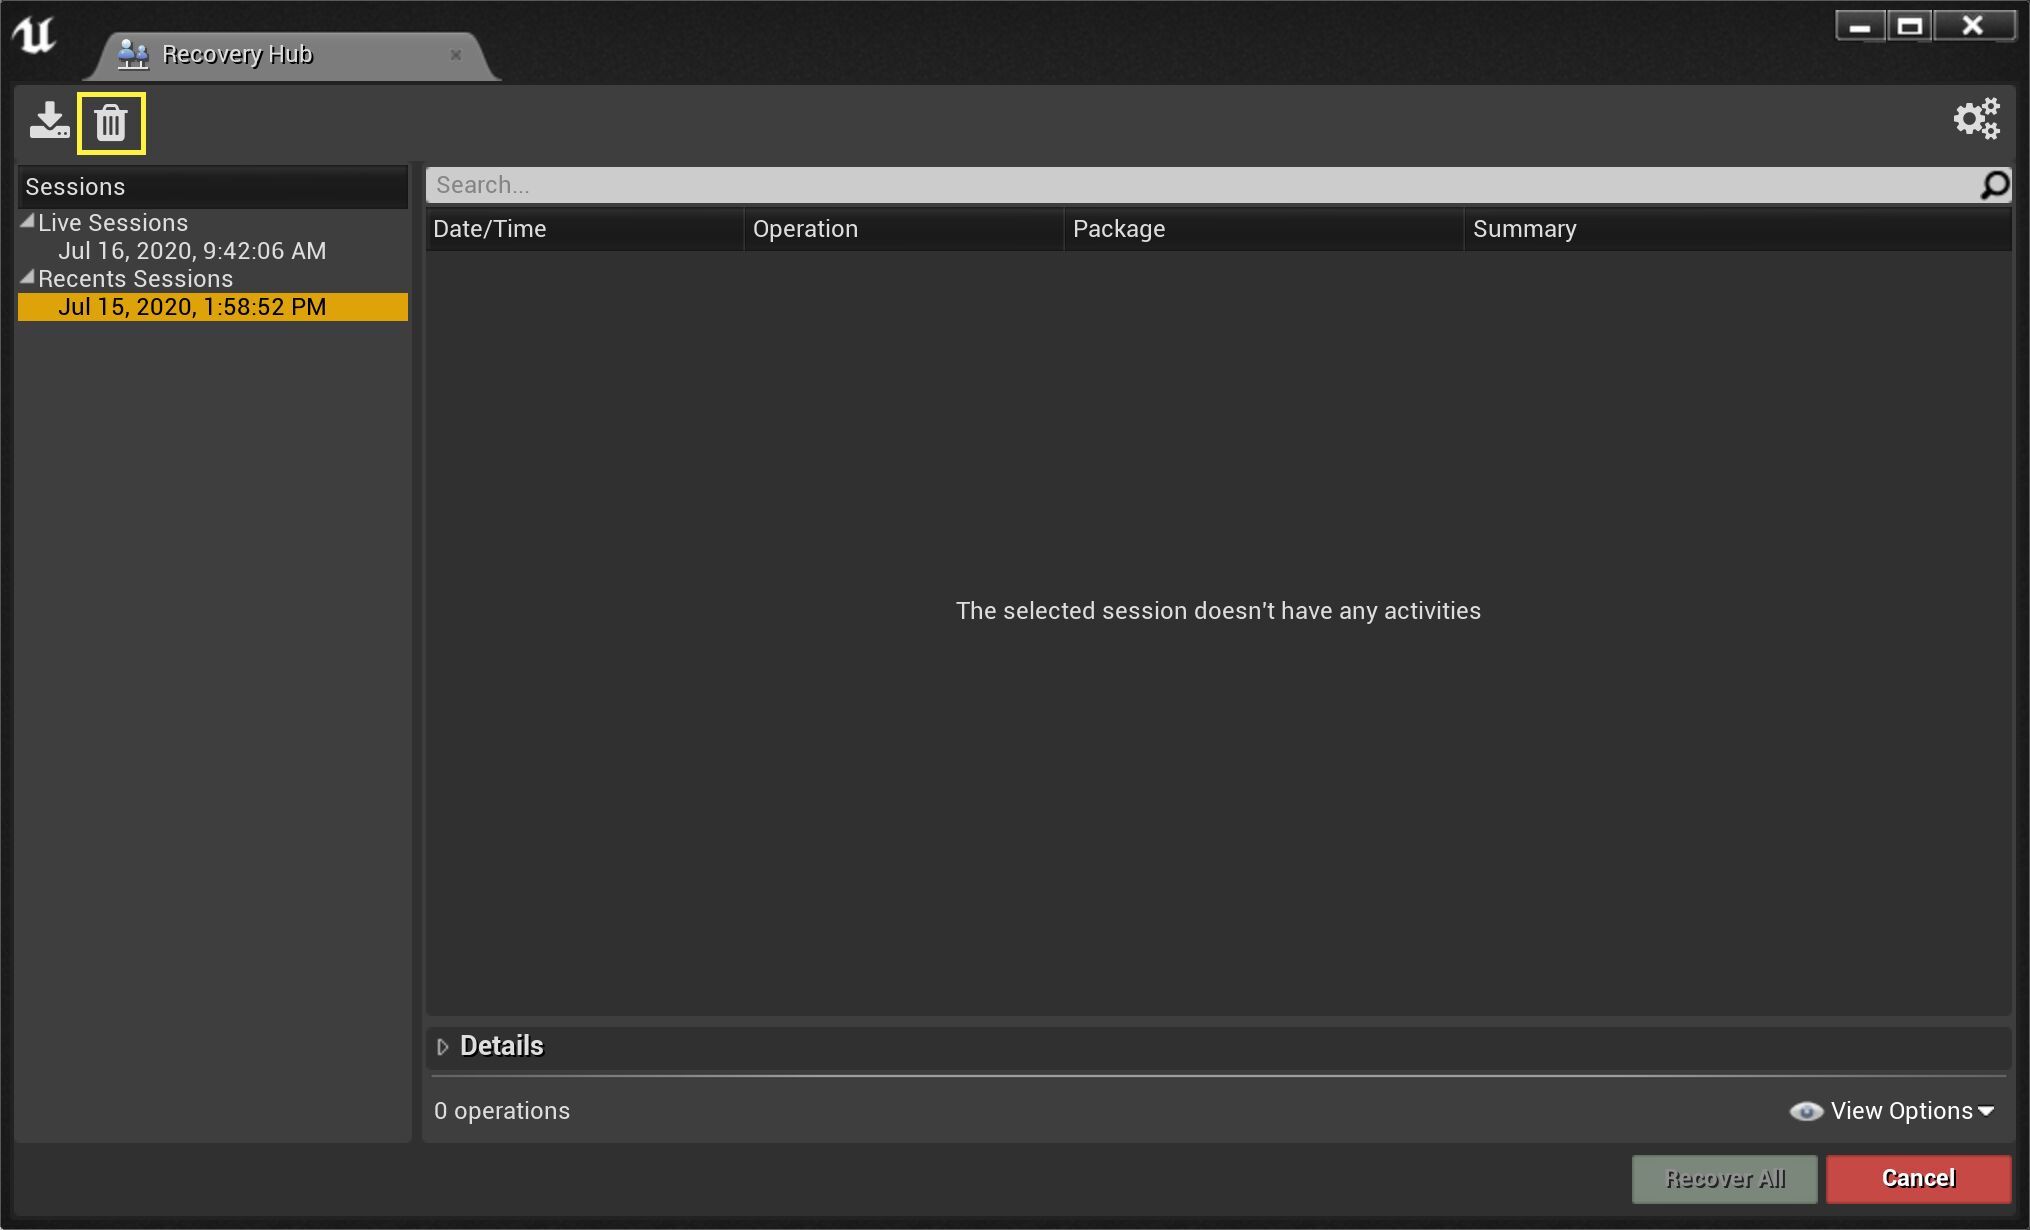 Recovery Hub
Sessions
Live Sessions
Jul 16, 2020, 9:42:06 AM
Recents Sessions
Jul 15, 2020, 1:58:52 PM
Search...
Date/Time Operation Package Summary
The selected session doesn't have any activities
Details
0 operations
View Options
Recover All Cancel